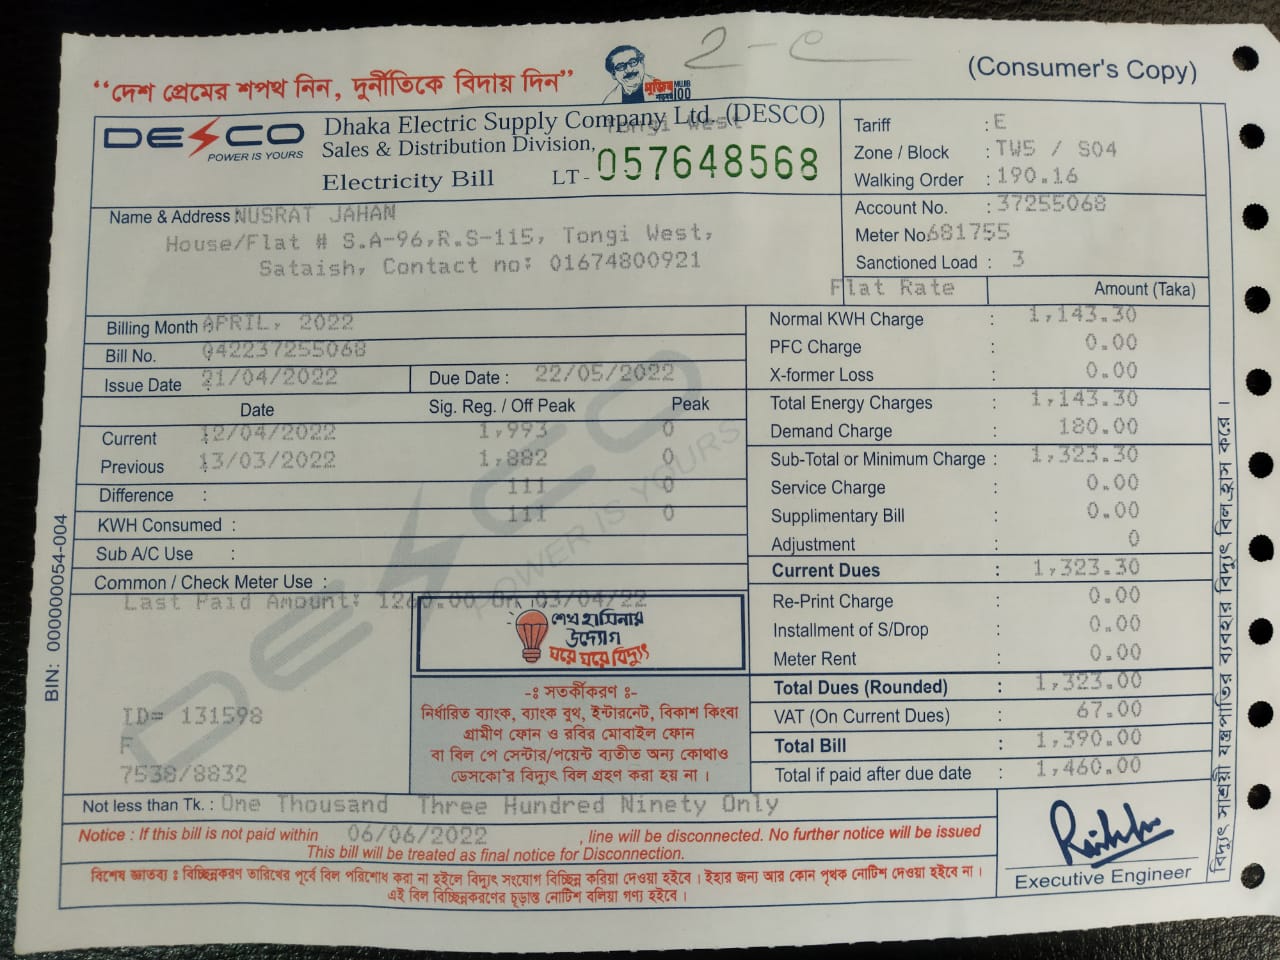 2-C
(Consumer's Copy)
“দেশ প্রেমের শপথ নিন, দুর্নীতিকে বিদায় দিন”
মুজিব শতবর্ষ MUJIB 100
DESCO
POWER IS YOURS
Dhaka Electric Supply Company Ltd. (DESCO)
Tongi West
Sales & Distribution Division,
Electricity Bill LT- 057648568
Tariff : E
Zone / Block : TW5 / S04
Walking Order : 190.16
Account No. : 37255068
Meter No. 681755
Sanctioned Load : 3
Name & Address NUSRAT JAHAN
House/Flat # S.A-96,R.S-115, Tongi West,
Sataish, Contact no: 01674800921
Flat Rate Amount (Taka)
Billing Month APRIL, 2022
Bill No. 042237255068
Issue Date 21/04/2022 Due Date : 22/05/2022
Date Sig. Reg. / Off Peak Peak
Current 12/04/2022 1,993 0
Previous 13/03/2022 1,882 0
Difference : 111 0
KWH Consumed : 111 0
Sub A/C Use :
Common / Check Meter Use :
Last Paid Amount: 1260.00 On 03/04/22
Normal KWH Charge : 1,143.30
PFC Charge : 0.00
X-former Loss : 0.00
Total Energy Charges : 1,143.30
Demand Charge : 180.00
Sub-Total or Minimum Charge : 1,323.30
Service Charge : 0.00
Supplimentary Bill : 0.00
Adjustment : 0
Current Dues : 1,323.30
Re-Print Charge : 0.00
Installment of S/Drop : 0.00
Meter Rent : 0.00
Total Dues (Rounded) : 1,323.00
VAT (On Current Dues) : 67.00
Total Bill : 1,390.00
Total if paid after due date : 1,460.00
DESCO
POWER IS YOURS
শেখ হাসিনার
উদ্যোগ
ঘরে ঘরে বিদ্যুৎ
-ঃ সতর্কীকরণ ঃ-
নির্ধারিত ব্যাংক, ব্যাংক বুথ, ইন্টারনেট, বিকাশ কিংবা
গ্রামীণ ফোন ও রবির মোবাইল ফোন
বা বিল পে সেন্টার/পয়েন্ট ব্যতীত অন্য কোথাও
ডেসকো'র বিদ্যুৎ বিল গ্রহণ করা হয় না ।
ID= 131598
F
7538/8832
Not less than Tk. : One Thousand Three Hundred Ninety Only
Notice : If this bill is not paid within 06/06/2022 , line will be disconnected. No further notice will be issued
This bill will be treated as final notice for Disconnection.
বিশেষ জ্ঞাতব্য ঃ বিচ্ছিন্নকরণ তারিখের পূর্বে বিল পরিশোধ করা না হইলে বিদ্যুৎ সংযোগ বিচ্ছিন্ন করিয়া দেওয়া হইবে । ইহার জন্য আর কোন পৃথক নোটিশ দেওয়া হইবে না ।
এই বিল বিচ্ছিন্নকরণের চূড়ান্ত নোটিশ বলিয়া গণ্য হইবে ।
Executive Engineer
BIN: 000000054-004
বিদ্যুৎ সাশ্রয়ী যন্ত্রপাতির ব্যবহার বিদ্যুৎ বিল হ্রাস করে ।